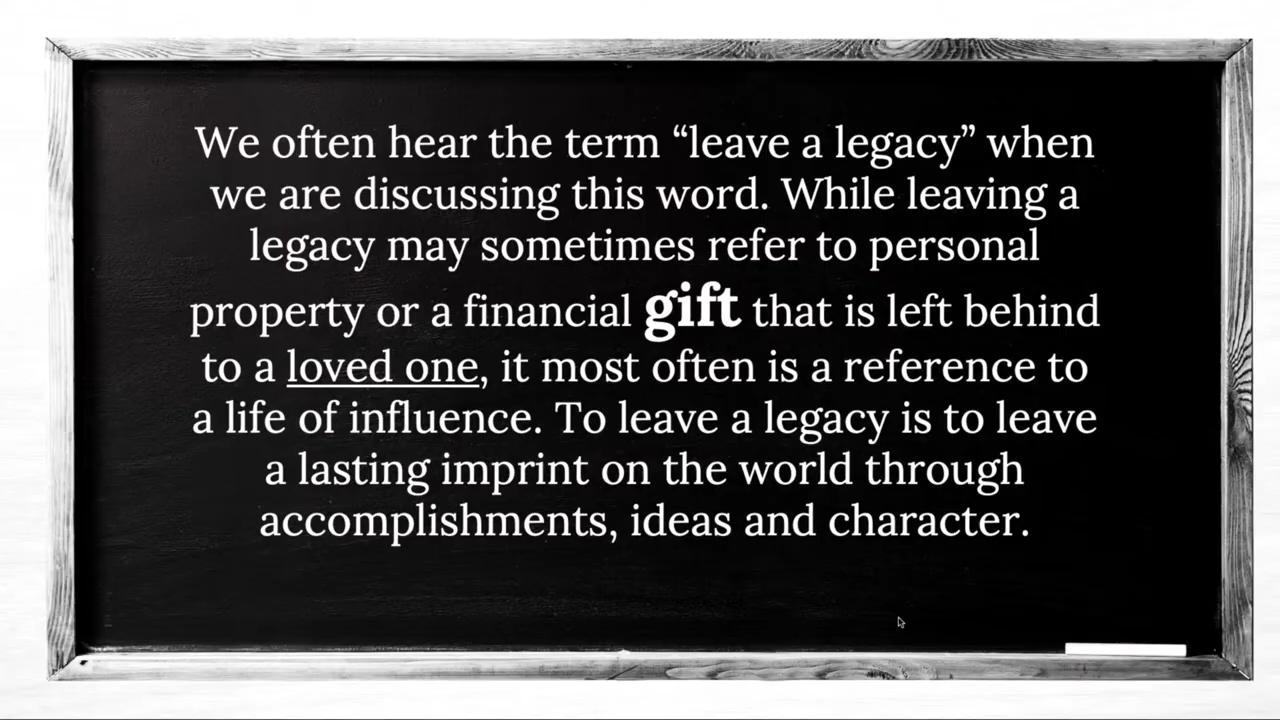 We often hear the term “leave a legacy” when
we are discussing this word. While leaving a
legacy may sometimes refer to personal
property or a financial gift that is left behind
to a loved one, it most often is a reference to
a life of influence. To leave a legacy is to leave
a lasting imprint on the world through
accomplishments, ideas and character.